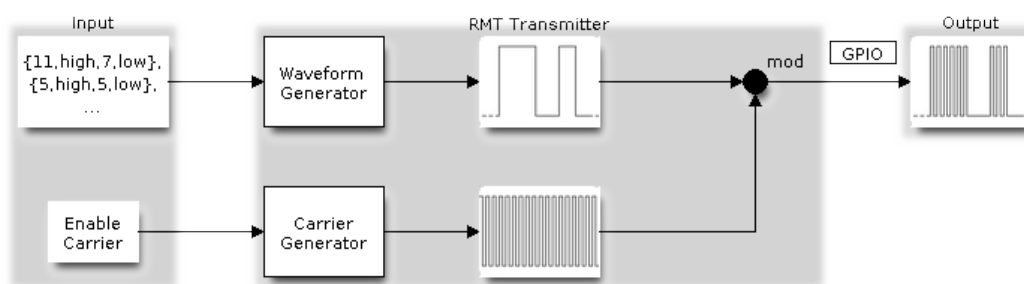 Input
RMT Transmitter
Output
{11,high,7,low},
{5,high,5,low},
...
Waveform
Generator
mod
GPIO
Enable
Carrier
Carrier
Generator